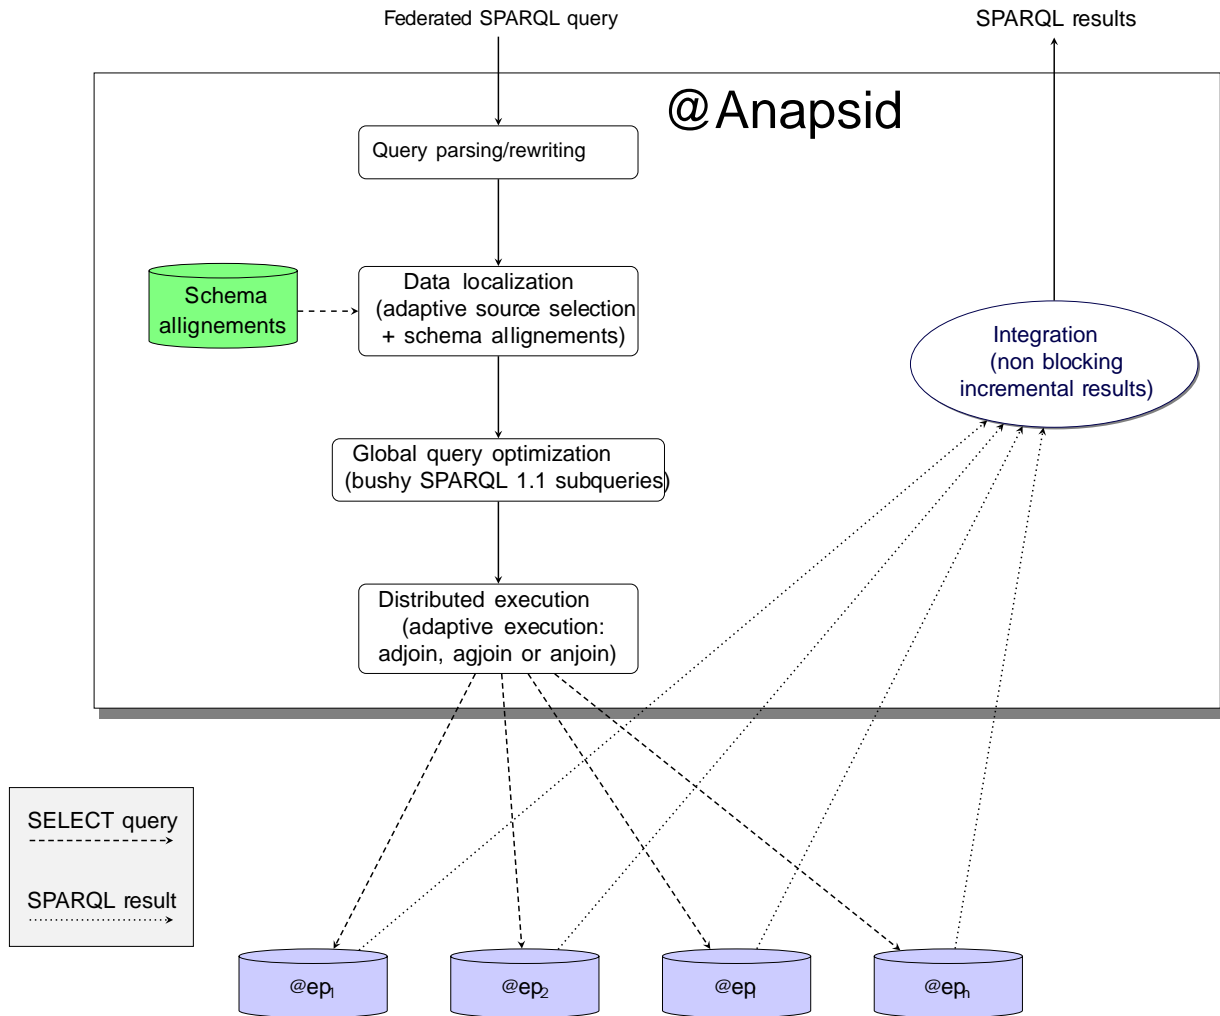 Federated SPARQL query
SPARQL results
@Anapsid
Query parsing/rewriting
Schema
allignements
Data localization
(adaptive source selection
+ schema allignements)
Integration
(non blocking
incremental results)
Global query optimization
(bushy SPARQL 1.1 subqueries)
Distributed execution
(adaptive execution:
adjoin, agjoin or anjoin)
SELECT query
SPARQL result
@ep1
@ep2
@epi
@epn